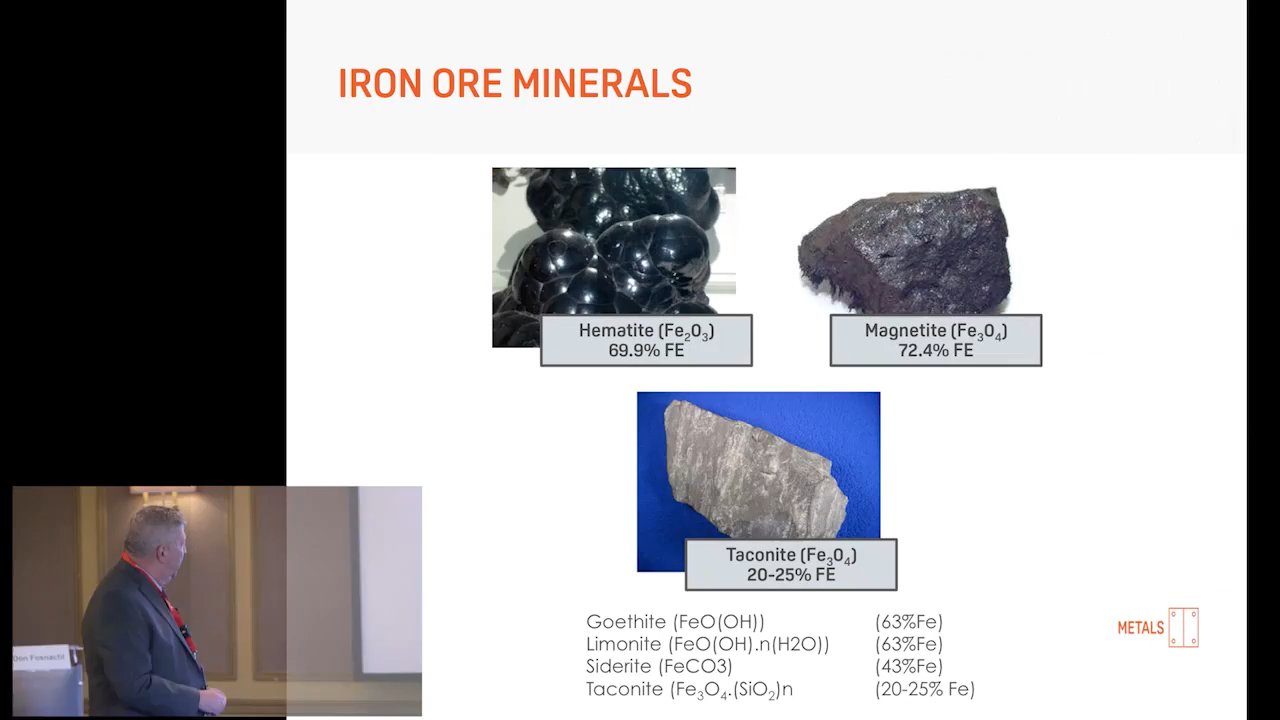 IRON ORE MINERALS
Hematite (Fe₂O₃)
69.9% FE
Magnetite (Fe₃O₄)
72.4% FE
Taconite (Fe₃O₄)
20-25% FE
Goethite (FeO(OH)) (63%Fe)
Limonite (FeO(OH).n(H2O)) (63%Fe)
Siderite (FeCO3) (43%Fe)
Taconite (Fe₃O₄.(SiO₂)n (20-25% Fe)
METALS
Don Fosnacht